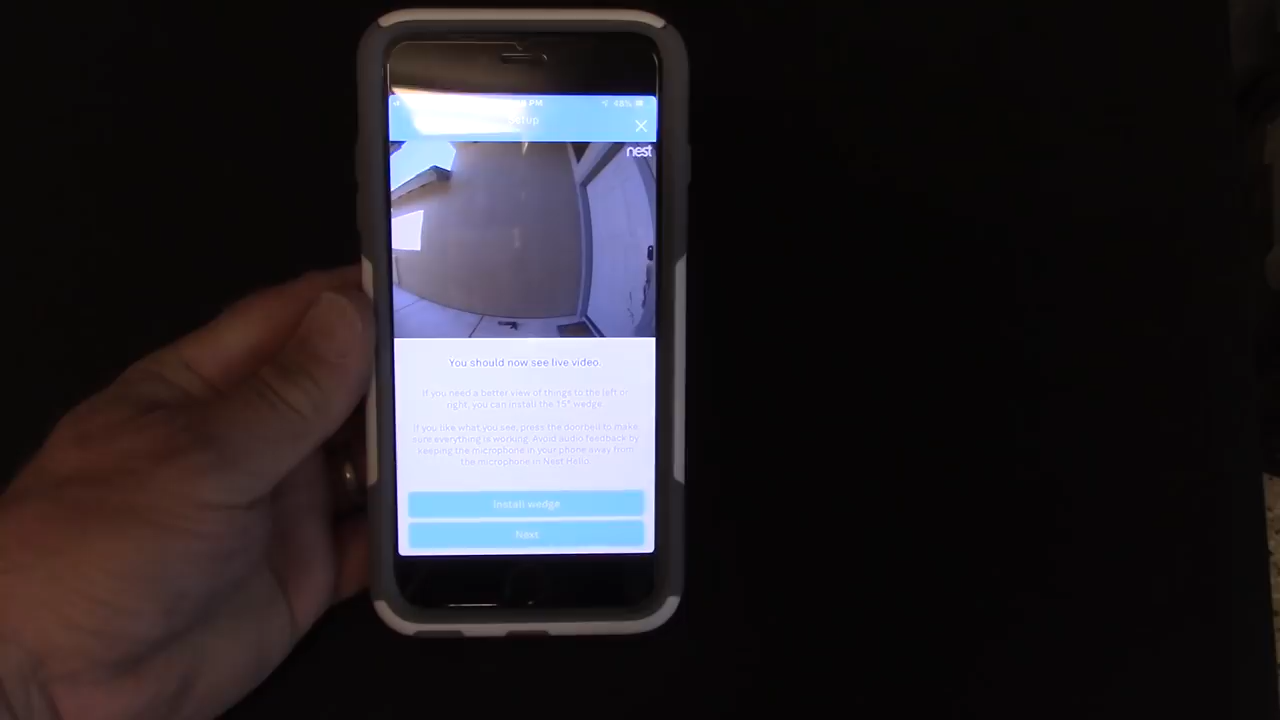 PM 48%
Setup
nest
You should now see live video.
If you need a better view of things to the left or
right, you can install the 15° wedge.
If you like what you see, press the doorbell to make
sure everything is working. Avoid audio feedback by
keeping the microphone in your phone away from
the microphone in Nest Hello.
Install wedge
Next